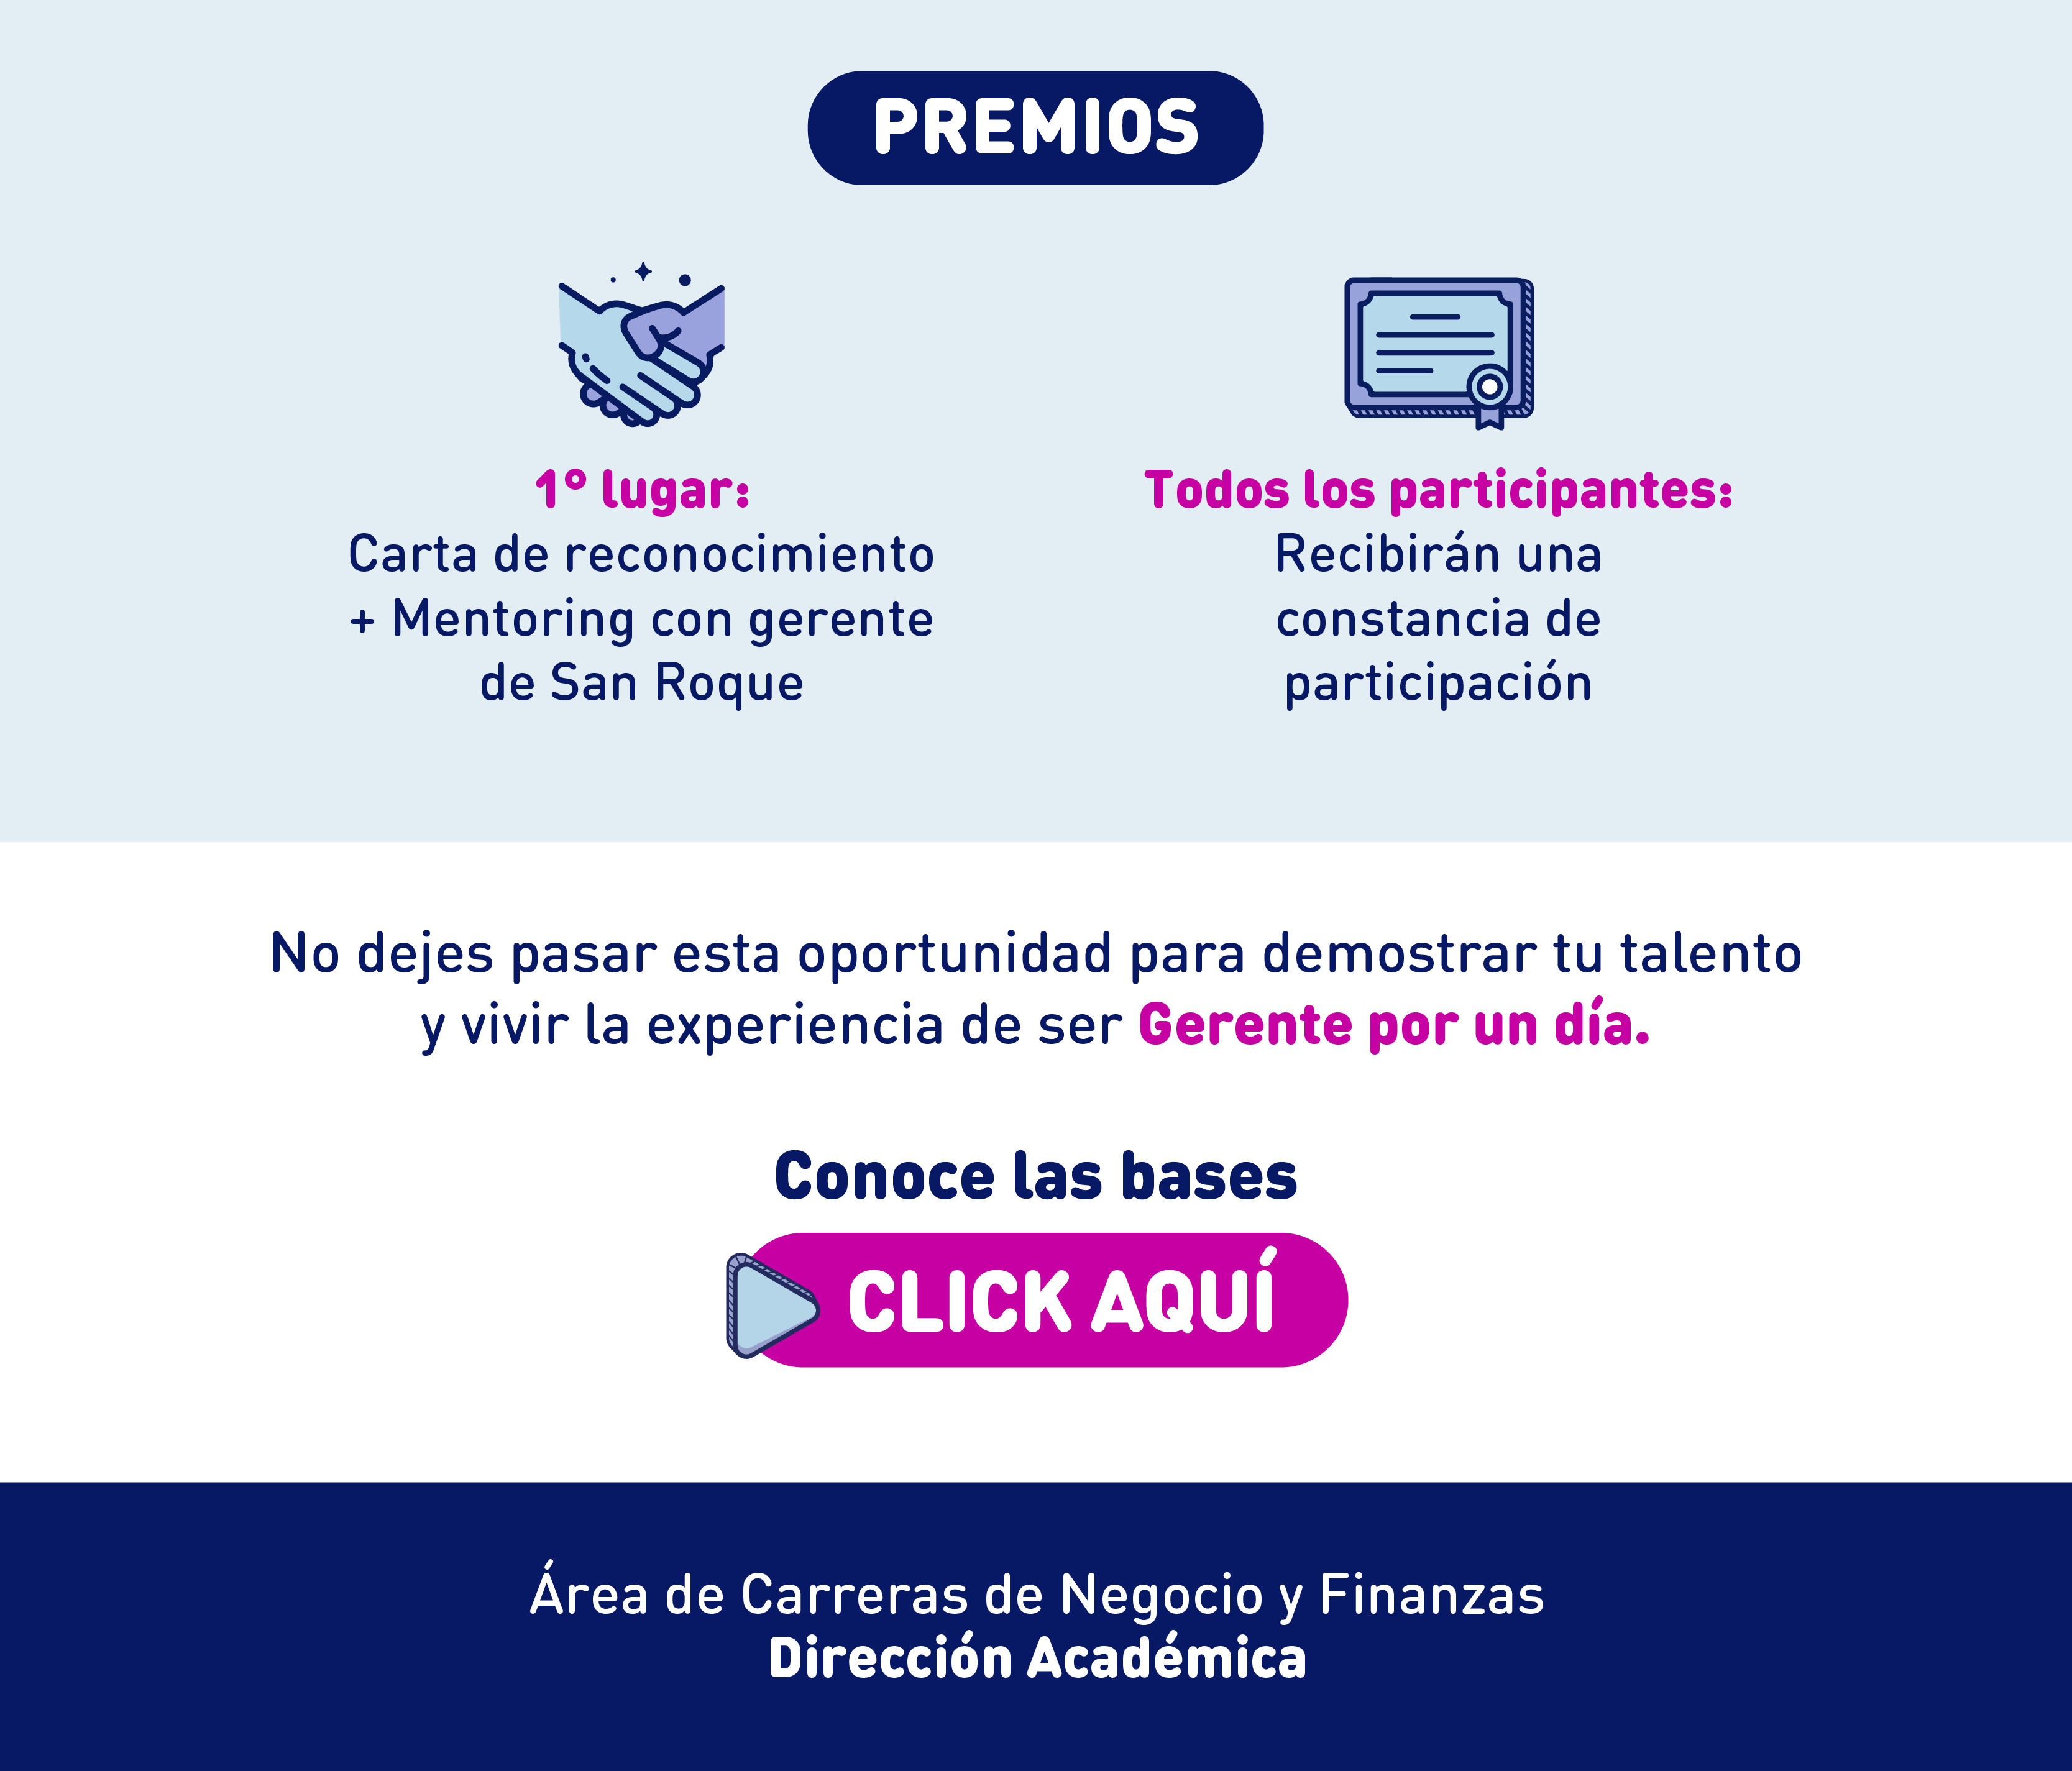 PREMIOS
1° lugar:
Carta de reconocimiento
+ Mentoring con gerente
de San Roque
Todos los participantes:
Recibirán una
constancia de
participación
No dejes pasar esta oportunidad para demostrar tu talento
y vivir la experiencia de ser Gerente por un día.
Conoce las bases
CLICK AQUÍ
Área de Carreras de Negocio y Finanzas
Dirección Académica